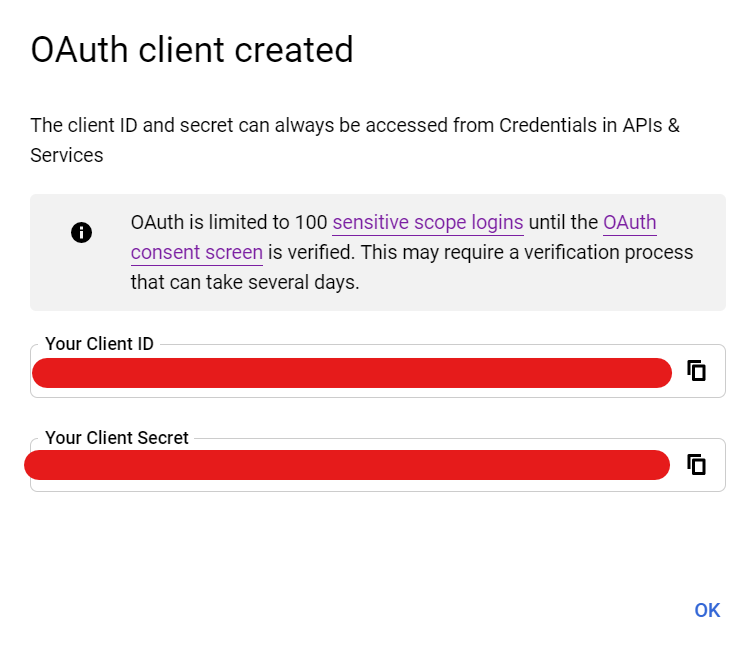 OAuth client created
The client ID and secret can always be accessed from Credentials in APIs &
Services
OAuth is limited to 100 sensitive scope logins until the OAuth
consent screen is verified. This may require a verification process
that can take several days.
Your Client ID
Your Client Secret
OK